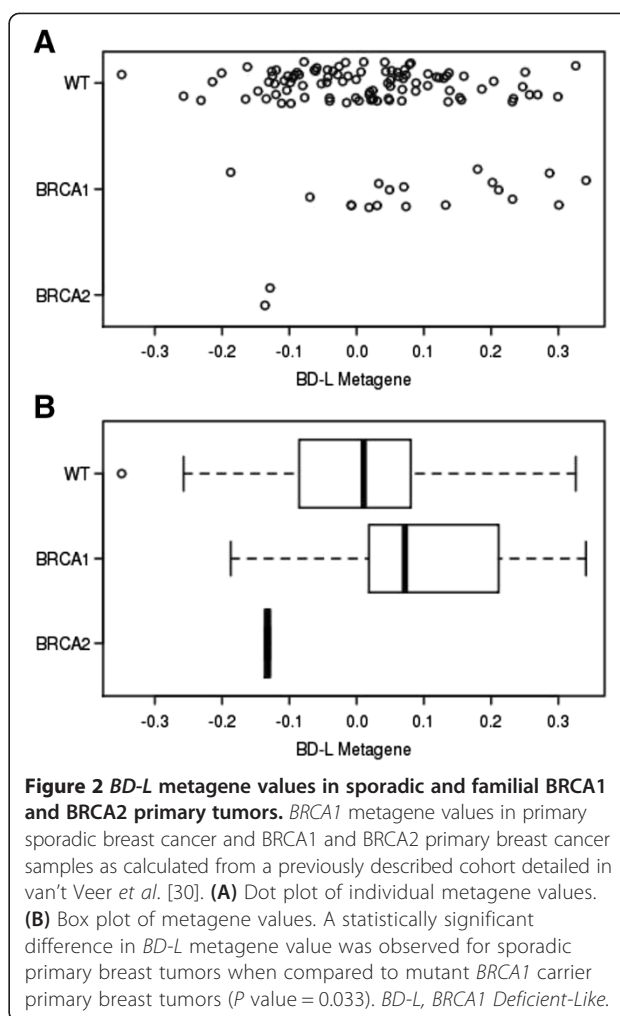 A
WT
BRCA1
BRCA2
-0.3 -0.2 -0.1 0.0 0.1 0.2 0.3
BD-L Metagene
B
WT
BRCA1
BRCA2
-0.3 -0.2 -0.1 0.0 0.1 0.2 0.3
BD-L Metagene
Figure 2 BD-L metagene values in sporadic and familial BRCA1
and BRCA2 primary tumors. BRCA1 metagene values in primary
sporadic breast cancer and BRCA1 and BRCA2 primary breast cancer
samples as calculated from a previously described cohort detailed in
van't Veer et al. [30]. (A) Dot plot of individual metagene values.
(B) Box plot of metagene values. A statistically significant
difference in BD-L metagene value was observed for sporadic
primary breast tumors when compared to mutant BRCA1 carrier
primary breast tumors (P value = 0.033). BD-L, BRCA1 Deficient-Like.